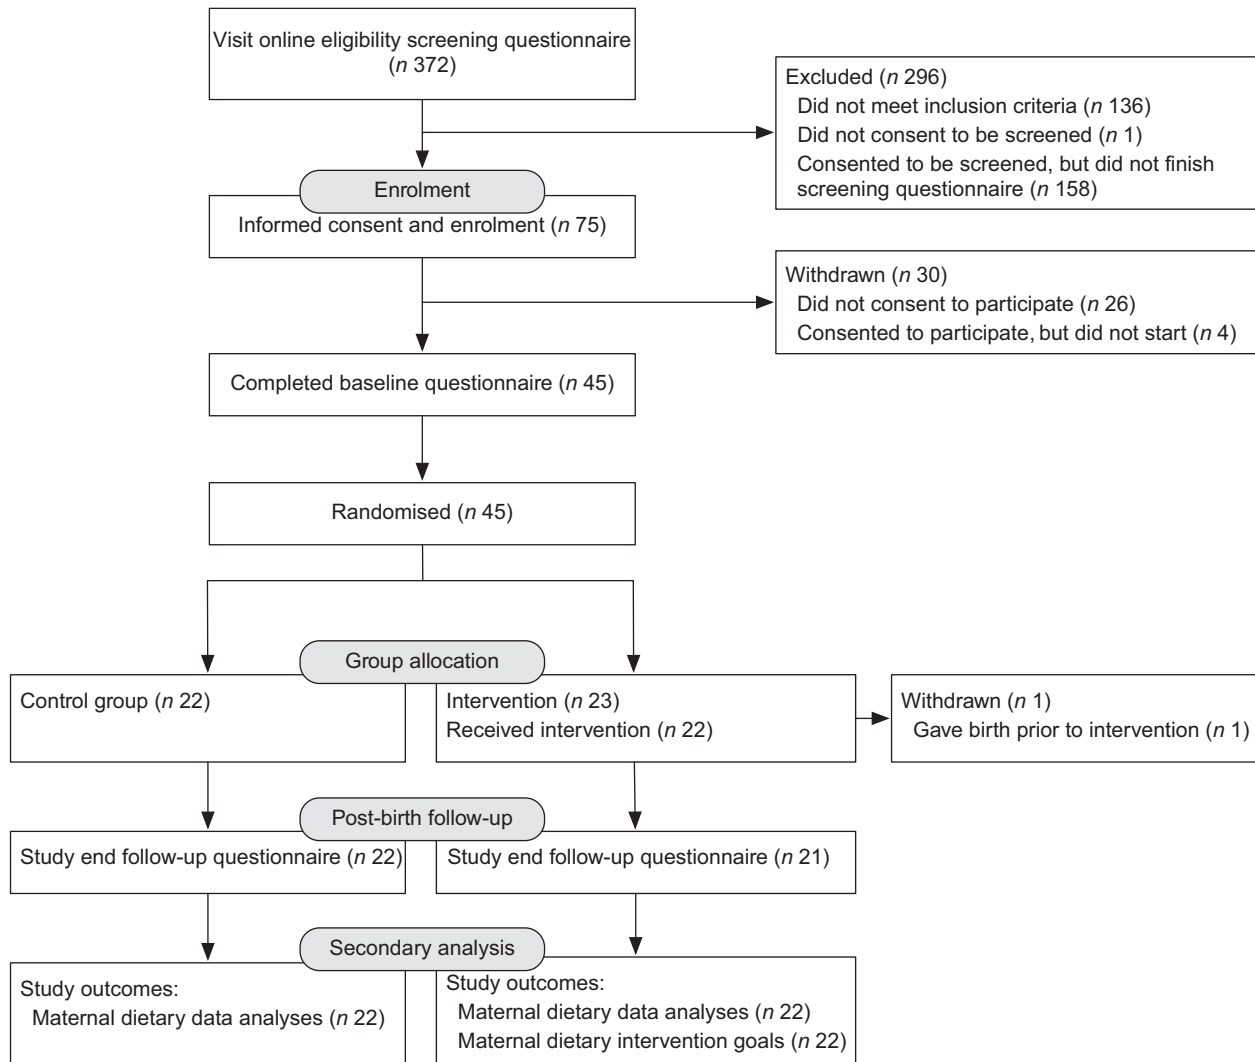 Visit online eligibility screening questionnaire
(n 372)
Excluded (n 296)
Did not meet inclusion criteria (n 136)
Did not consent to be screened (n 1)
Consented to be screened, but did not finish
screening questionnaire (n 158)
Enrolment
Informed consent and enrolment (n 75)
Withdrawn (n 30)
Did not consent to participate (n 26)
Consented to participate, but did not start (n 4)
Completed baseline questionnaire (n 45)
Randomised (n 45)
Group allocation
Control group (n 22)
Intervention (n 23)
Received intervention (n 22)
Withdrawn (n 1)
Gave birth prior to intervention (n 1)
Post-birth follow-up
Study end follow-up questionnaire (n 22)
Study end follow-up questionnaire (n 21)
Secondary analysis
Study outcomes:
Maternal dietary data analyses (n 22)
Study outcomes:
Maternal dietary data analyses (n 22)
Maternal dietary intervention goals (n 22)